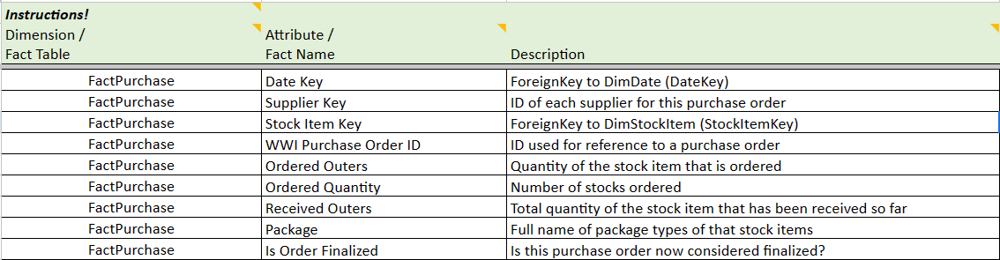 Instructions!
Dimension / Attribute /
Fact Table Fact Name Description
FactPurchase Date Key ForeignKey to DimDate (DateKey)
FactPurchase Supplier Key ID of each supplier for this purchase order
FactPurchase Stock Item Key ForeignKey to DimStockItem (StockItemKey)
FactPurchase WWI Purchase Order ID ID used for reference to a purchase order
FactPurchase Ordered Outers Quantity of the stock item that is ordered
FactPurchase Ordered Quantity Number of stocks ordered
FactPurchase Received Outers Total quantity of the stock item that has been received so far
FactPurchase Package Full name of package types of that stock items
FactPurchase Is Order Finalized Is this purchase order now considered finalized?